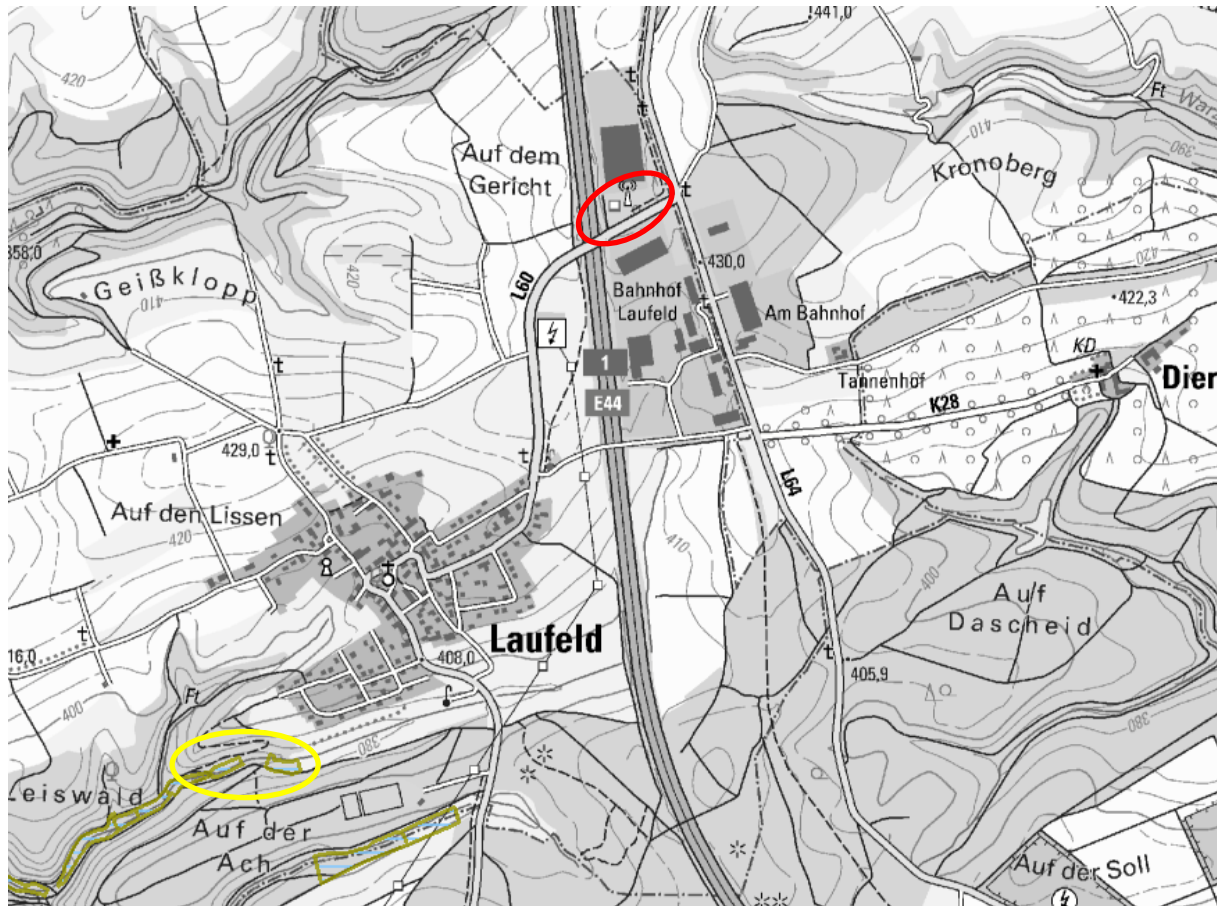 441,0
420
Ft
Warz
Auf dem
Gericht
410
Kronoberg
390
358,0
Geißklopp
410
420
L60
430,0
420
Bahnhof
Laufeld
Am Bahnhof
422,3
1
KD
Tannenhof
E44
K28
Dier
429,0
L64
Auf den Lissen
420
410
400
Auf
Dascheid
Laufeld
16,0
408,0
405,9
Ft
400
380
380
Leiswald
Auf der
Ach
Auf der Soll